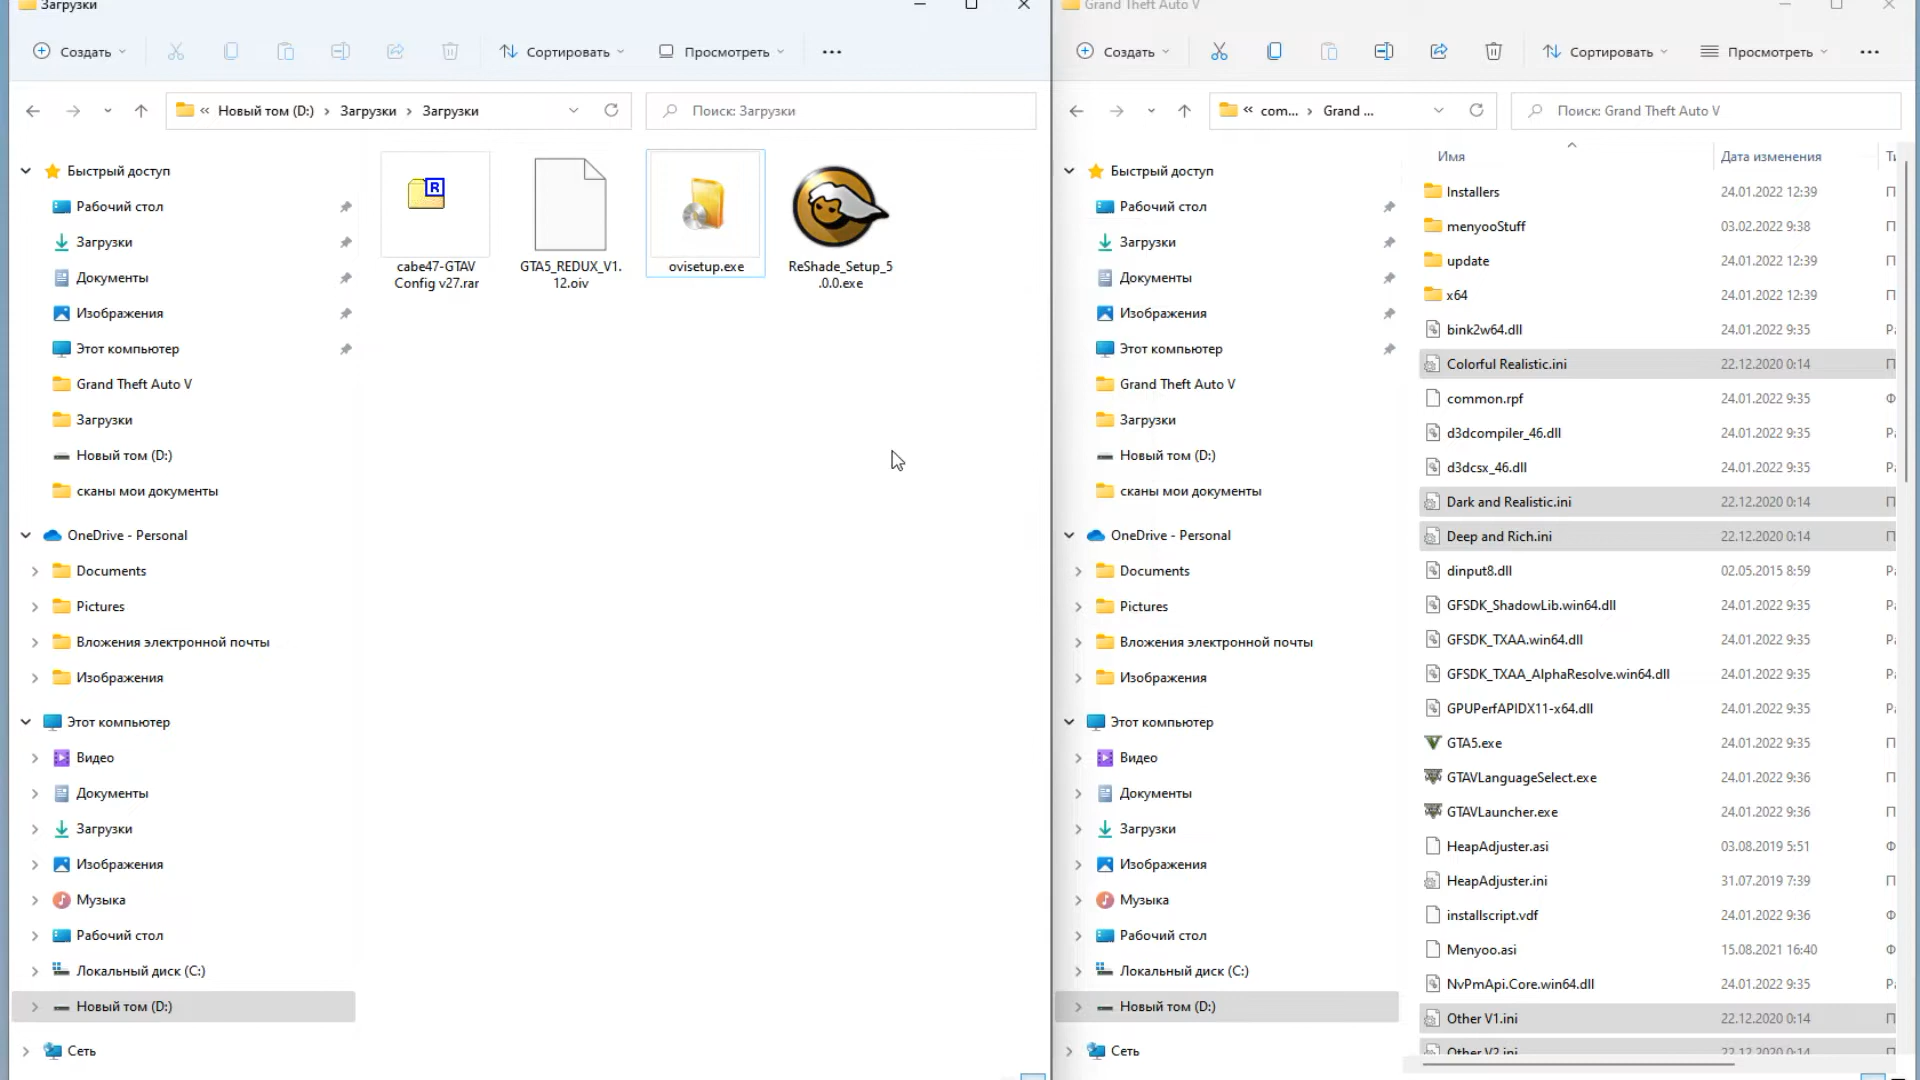 Загрузки
Создать
Сортировать
Просмотреть
Новый том (D:) Загрузки Загрузки
Поиск: Загрузки
Быстрый доступ
Рабочий стол
Загрузки
Документы
Изображения
Этот компьютер
Grand Theft Auto V
Загрузки
Новый том (D:)
сканы мои документы
OneDrive - Personal
Documents
Pictures
Вложения электронной почты
Изображения
Этот компьютер
Видео
Документы
Загрузки
Изображения
Музыка
Рабочий стол
Локальный диск (C:)
Новый том (D:)
Сеть
cabe47-GTAV
Config v27.rar
GTA5_REDUX_V1.
12.oiv
ovisetup.exe
ReShade_Setup_5
.0.0.exe
Grand Theft Auto V
Создать
Сортировать
Просмотреть
com... Grand ...
Поиск: Grand Theft Auto V
Быстрый доступ
Рабочий стол
Загрузки
Документы
Изображения
Этот компьютер
Grand Theft Auto V
Загрузки
Новый том (D:)
сканы мои документы
OneDrive - Personal
Documents
Pictures
Вложения электронной почты
Изображения
Этот компьютер
Видео
Документы
Загрузки
Изображения
Музыка
Рабочий стол
Локальный диск (C:)
Новый том (D:)
Сеть
Имя Дата изменения
Installers 24.01.2022 12:39
menyooStuff 03.02.2022 9:38
update 24.01.2022 12:39
x64 24.01.2022 12:39
bink2w64.dll 24.01.2022 9:35
Colorful Realistic.ini 22.12.2020 0:14
common.rpf 24.01.2022 9:35
d3dcompiler_46.dll 24.01.2022 9:35
d3dcsx_46.dll 24.01.2022 9:35
Dark and Realistic.ini 22.12.2020 0:14
Deep and Rich.ini 22.12.2020 0:14
dinput8.dll 02.05.2015 8:59
GFSDK_ShadowLib.win64.dll 24.01.2022 9:35
GFSDK_TXAA.win64.dll 24.01.2022 9:35
GFSDK_TXAA_AlphaResolve.win64.dll 24.01.2022 9:35
GPUPerfAPIDX11-x64.dll 24.01.2022 9:35
GTA5.exe 24.01.2022 9:35
GTAVLanguageSelect.exe 24.01.2022 9:36
GTAVLauncher.exe 24.01.2022 9:36
HeapAdjuster.asi 03.08.2019 5:51
HeapAdjuster.ini 31.07.2019 7:39
installscript.vdf 24.01.2022 9:36
Menyoo.asi 15.08.2021 16:40
NvPmApi.Core.win64.dll 24.01.2022 9:35
Other V1.ini 22.12.2020 0:14
Other V2.ini 22.12.2020 0:14